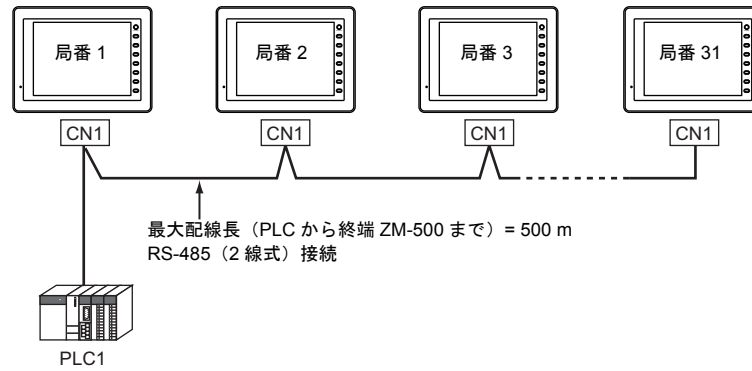 局番 1
局番 2
局番 3
局番 31
CN1
CN1
CN1
CN1
最大配線長（PLC から終端 ZM-500 まで）= 500 m
RS-485（2 線式）接続
PLC1